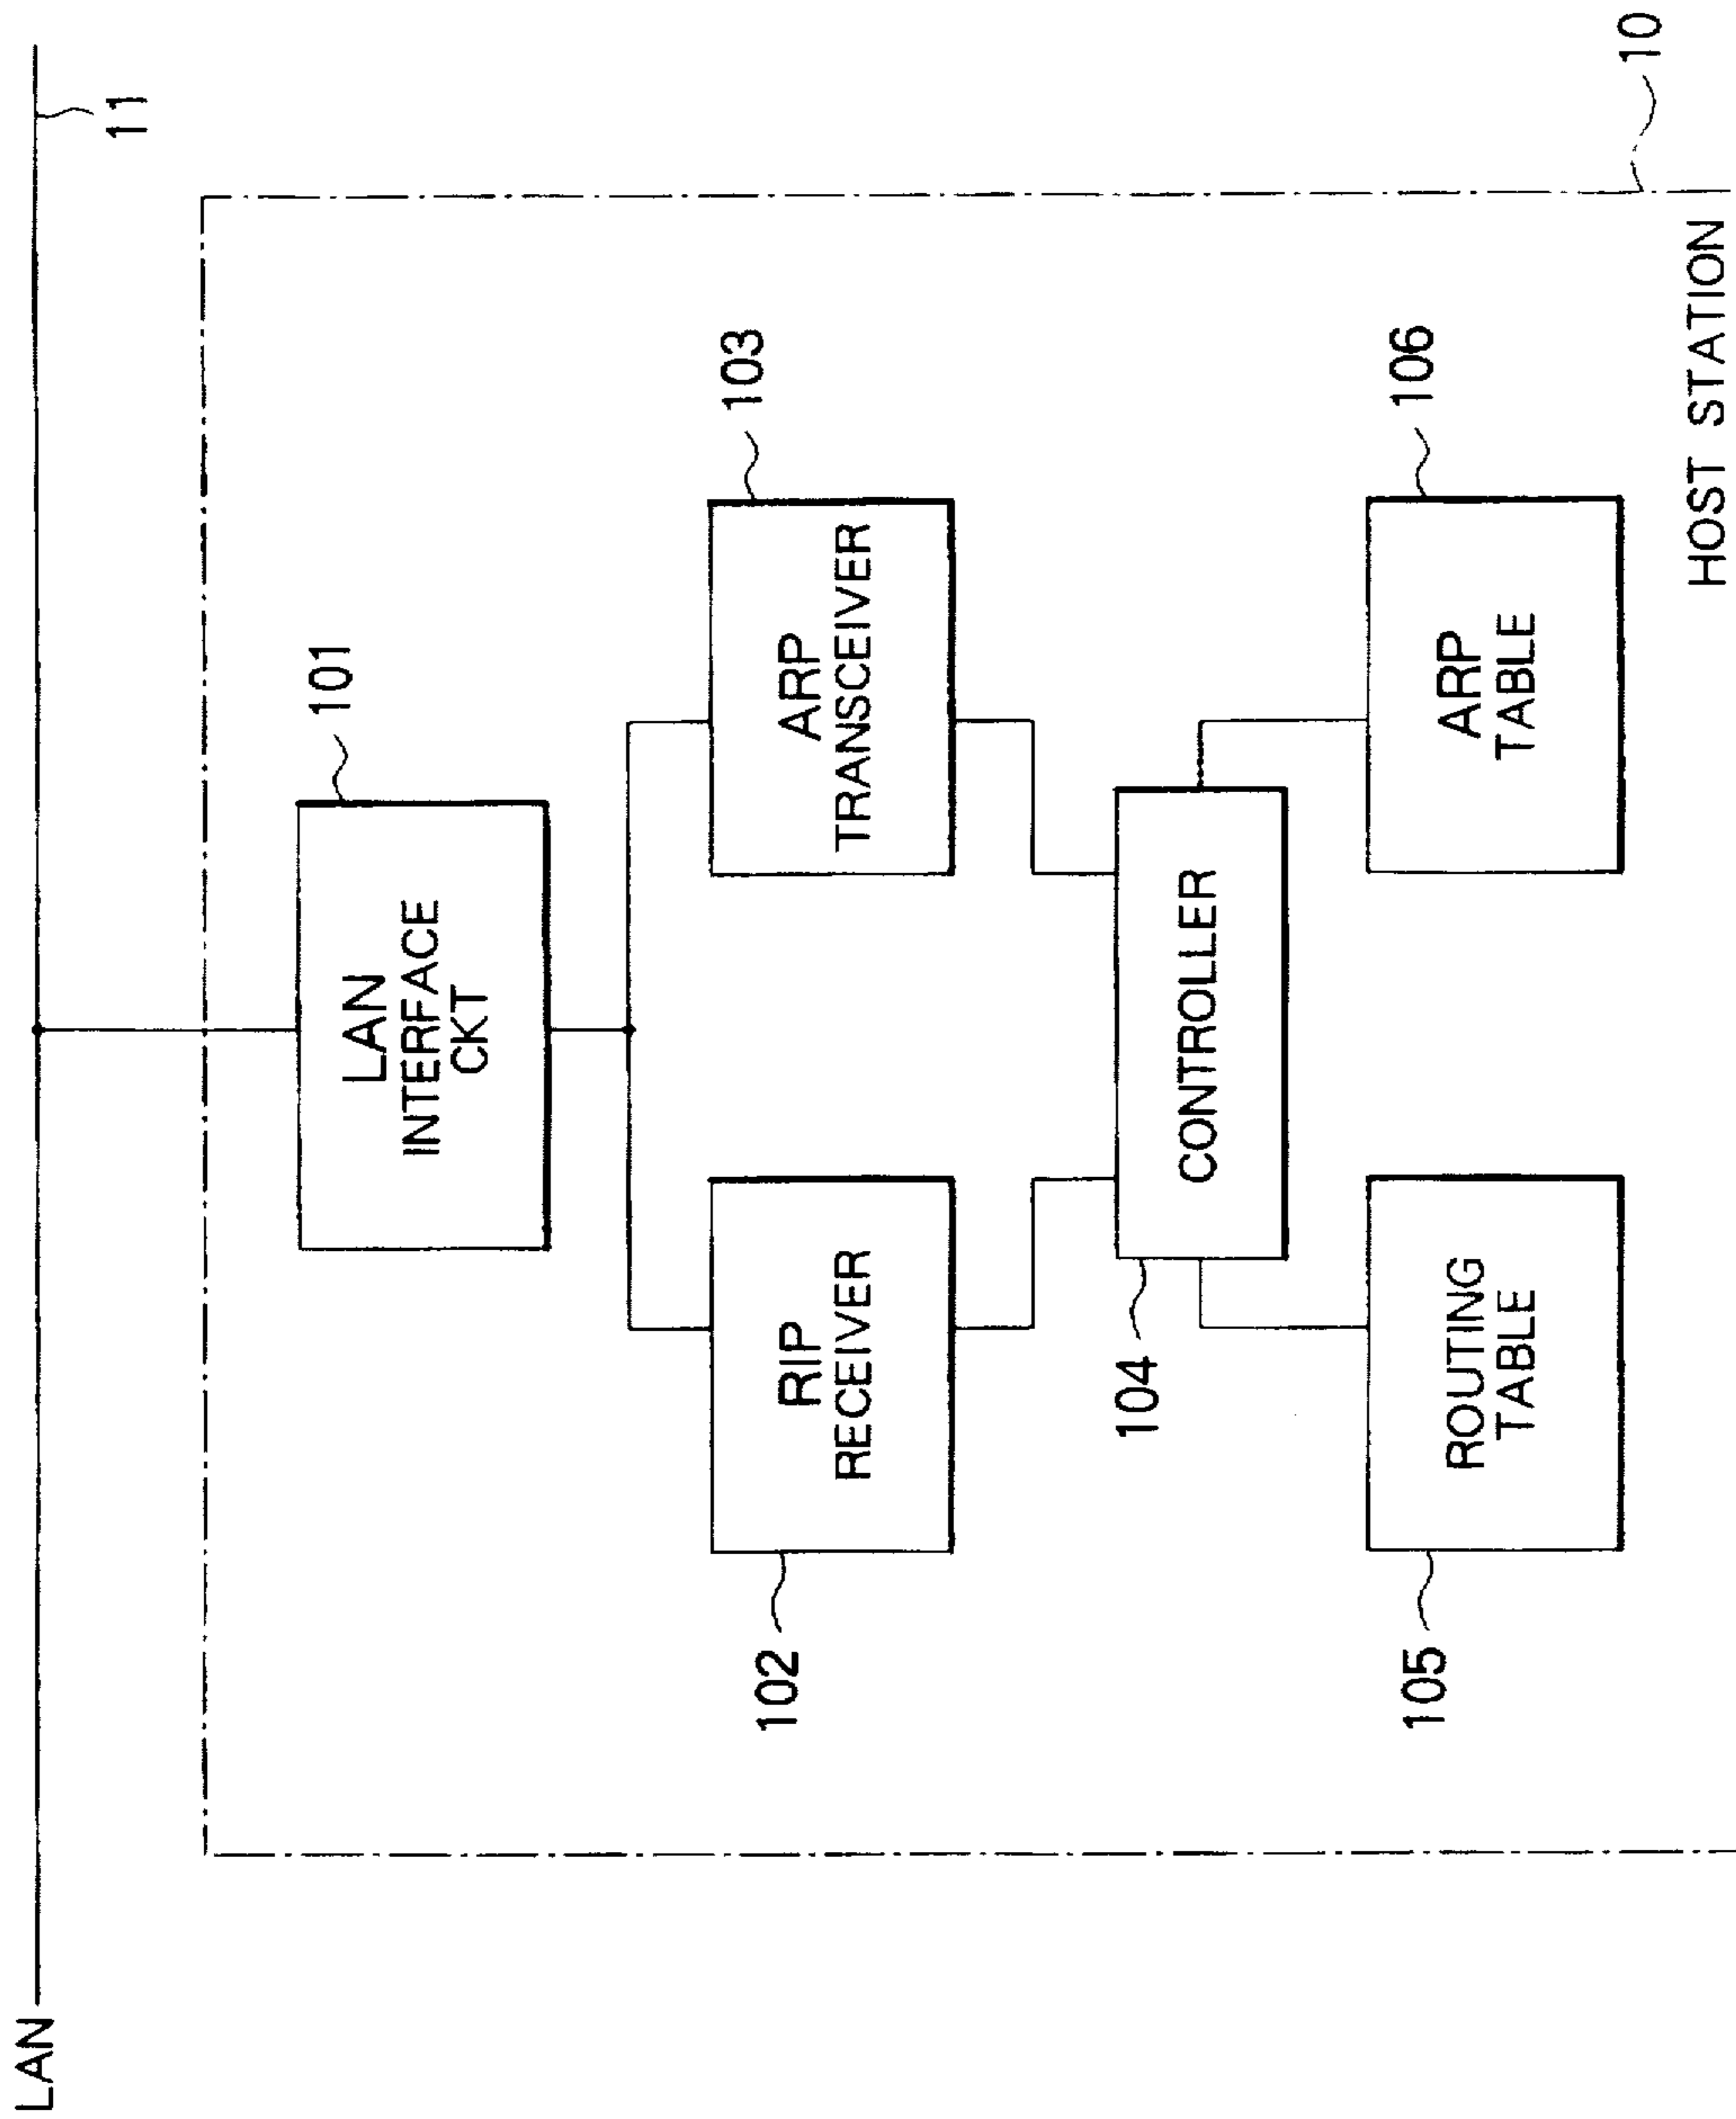 LAN
11
101
LAN
INTERFACE
CKT
102
RIP
RECEIVER
103
ARP
TRANSCEIVER
104
CONTROLLER
105
ROUTING
TABLE
106
ARP
TABLE
10
HOST STATION